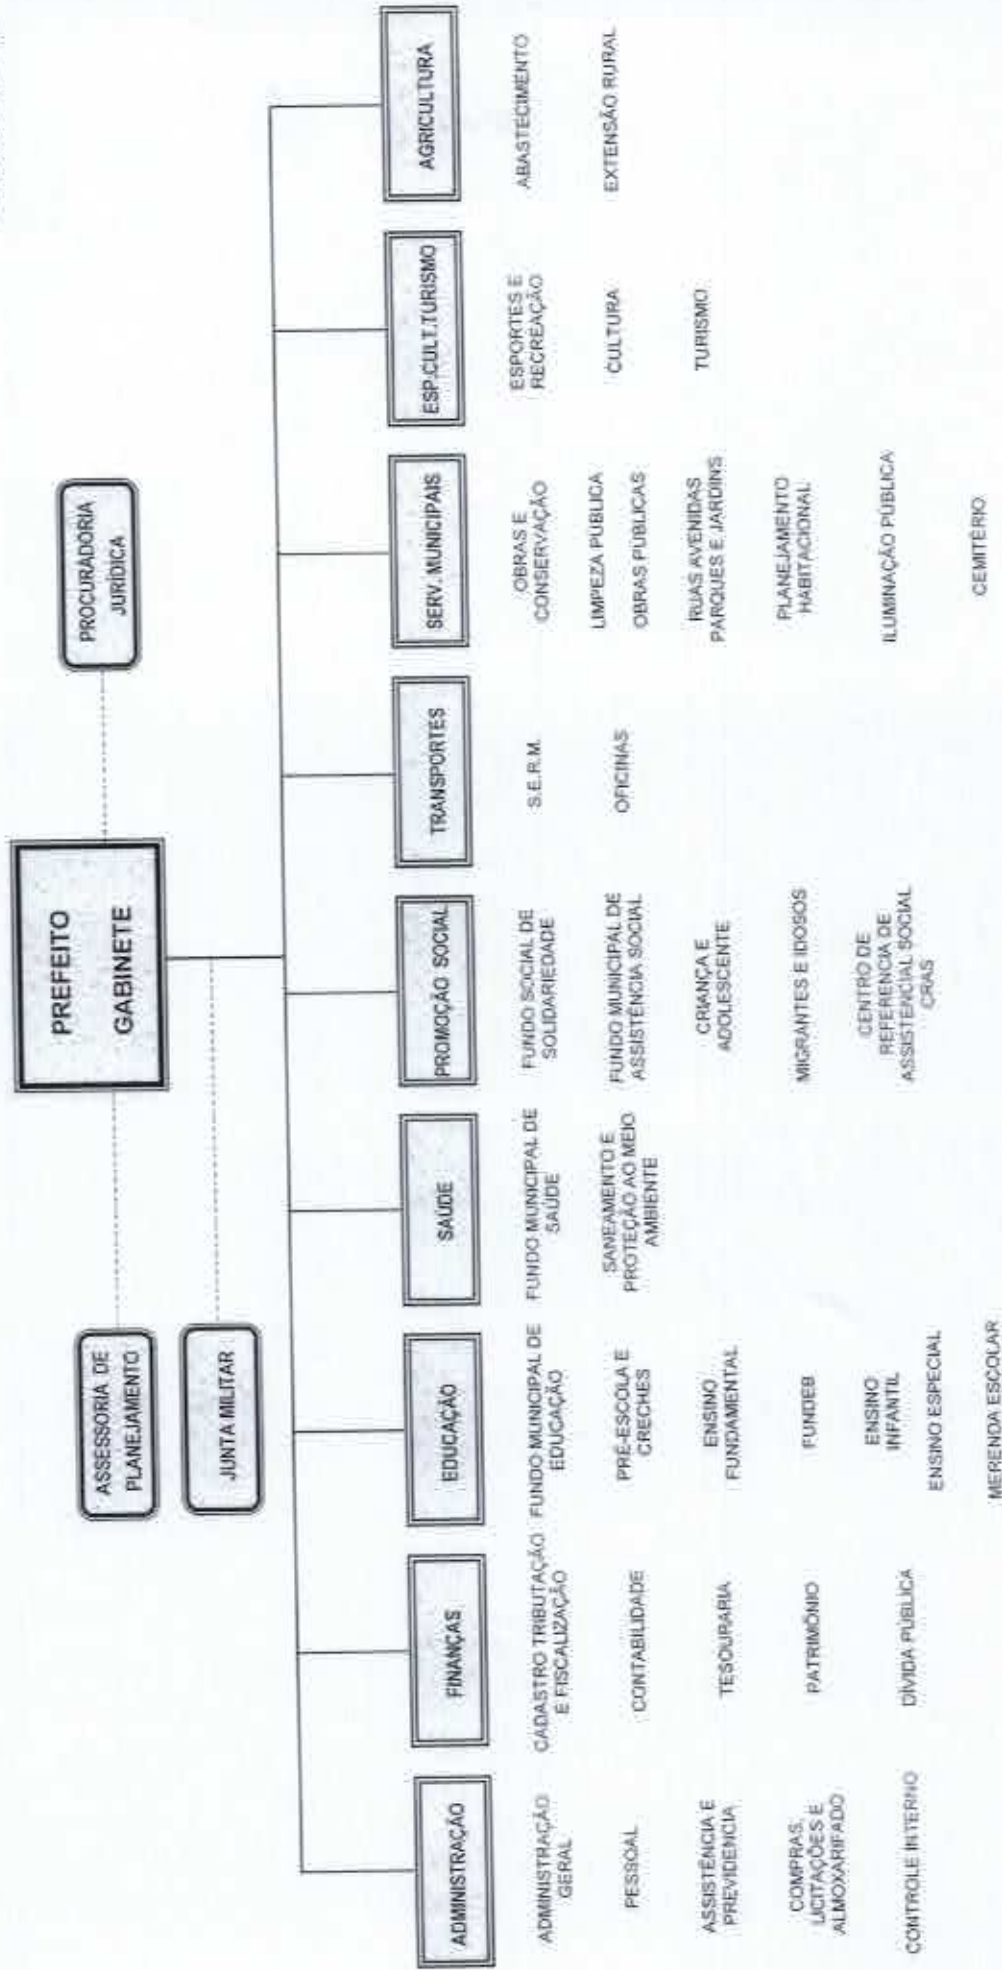 PREFEITO
GABINETE
PROCURADORIA
JURÍDICA
ASSESSORIA DE
PLANEJAMENTO
JUNTA MILITAR
ADMINISTRAÇÃO
FINANÇAS
EDUCAÇÃO
SAÚDE
PROMOÇÃO SOCIAL
TRANSPORTES
SERV. MUNICIPAIS
ESP.CULT.TURISMO
AGRICULTURA
ADMINISTRAÇÃO
GERAL
PESSOAL
ASSISTÊNCIA E
PREVIDENCIA
COMPRAS,
LICITAÇÕES E
ALMOXARIFADO
CONTROLE INTERNO
CADASTRO TRIBUTAÇÃO
E FISCALIZAÇÃO
CONTABILIDADE
TESOURARIA
PATRIMÔNIO
DÍVIDA PÚBLICA
FUNDO MUNICIPAL DE
EDUCAÇÃO
PRÉ-ESCOLA E
CRECHES
ENSINO
FUNDAMENTAL
FUNDEB
ENSINO
INFANTIL
ENSINO ESPECIAL
MERENDA ESCOLAR
FUNDO MUNICIPAL DE
SAÚDE
SANEAMENTO E
PROTEÇÃO AO MEIO
AMBIENTE
FUNDO SOCIAL DE
SOLIDARIEDADE
FUNDO MUNICIPAL DE
ASSISTÊNCIA SOCIAL
CRIANÇA E
ADOLESCENTE
MIGRANTES E IDOSOS
CENTRO DE
REFERENCIA DE
ASSISTENCIAL SOCIAL
CRAS
S.E.R.M.
OFICINAS
OBRAS E
CONSERVAÇÃO
LIMPEZA PÚBLICA
OBRAS PÚBLICAS
RUAS AVENIDAS
PARQUES E JARDINS
PLANEJAMENTO
HABITACIONAL
ILUMINAÇÃO PÚBLICA
CEMITÉRIO
ESPORTES E
RECREAÇÃO
CULTURA
TURISMO
ABASTECIMENTO
EXTENSÃO RURAL